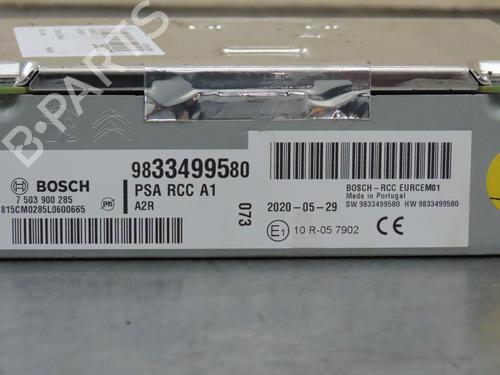 B-PARTS
BOSCH
7 503 900 285
815CM0285L0600665
9833499580
PSA RCC A1
A2R
073
BOSCH-RCC EURCEM01
Made in Portugal
2020-05-29
SW 9833499580 HW 9833499580
E1 10 R-05 7902 CE